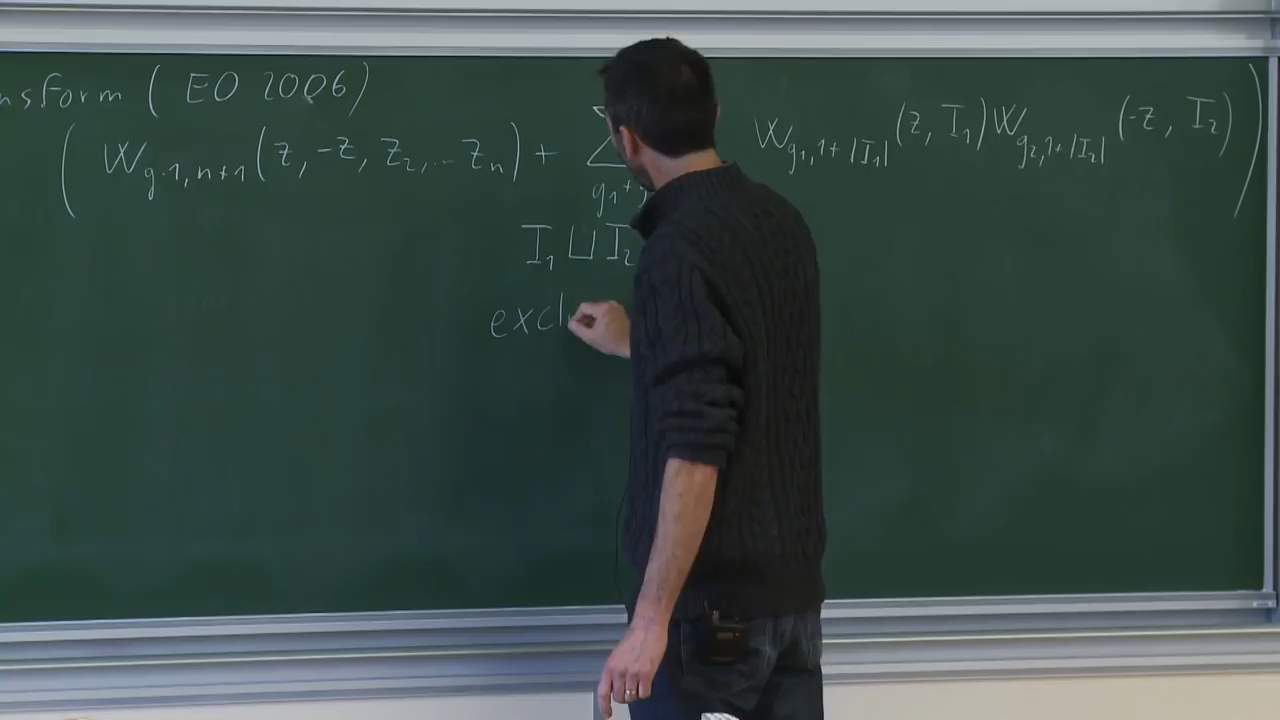 nsform (EO 2006)
( W_{g-1,n+1}(z, -z, z_2, ... z_n) + Σ W_{g_1,1+|I_1|}(z, I_1) W_{g_2,1+|I_2|}(-z, I_2) )
g_1+g
I_1 ⊔ I_2
excl